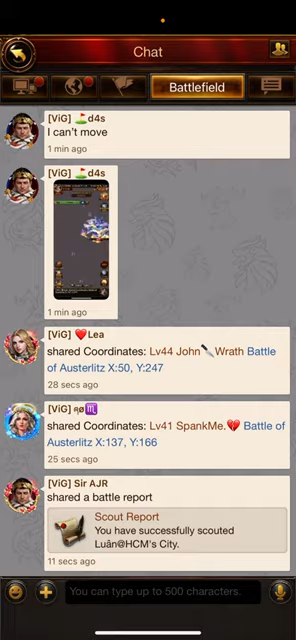 Chat
Battlefield
[ViG] ⛳d4s
I can't move
1 min ago
[ViG] ⛳d4s
1 min ago
[ViG] ❤️Lea
shared Coordinates: Lv44 John🔪Wrath Battle
of Austerlitz X:50, Y:247
28 secs ago
[ViG] ♏
shared Coordinates: Lv41 SpankMe.💔 Battle of
Austerlitz X:137, Y:166
25 secs ago
[ViG] Sir AJR
shared a battle report
Scout Report
You have successfully scouted
Luân@HCM's City.
11 secs ago
You can type up to 500 characters.